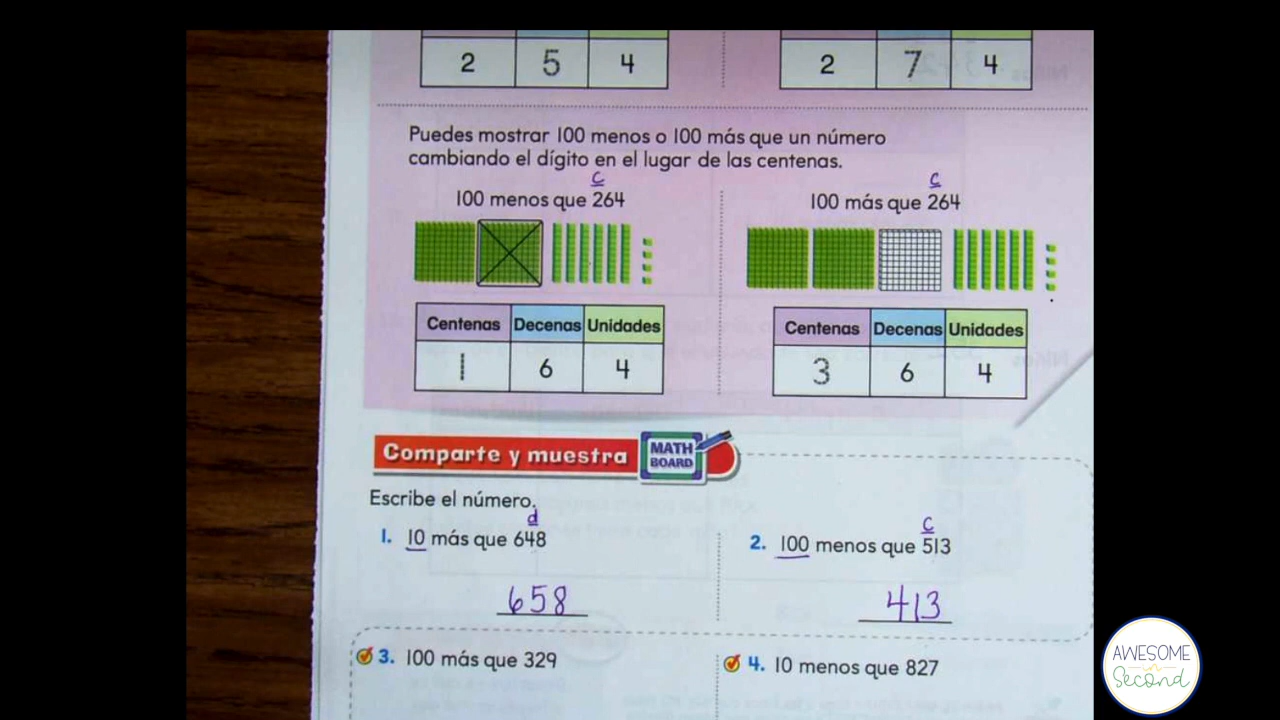 2 5 4
2 7 4
Puedes mostrar 100 menos o 100 más que un número
cambiando el dígito en el lugar de las centenas.
c
100 menos que 264
c
100 más que 264
Centenas Decenas Unidades
1 6 4
Centenas Decenas Unidades
3 6 4
Comparte y muestra
MATH
BOARD
Escribe el número.
d
1. 10 más que 648
658
c
2. 100 menos que 513
413
3. 100 más que 329
4. 10 menos que 827
AWESOME
in
Second